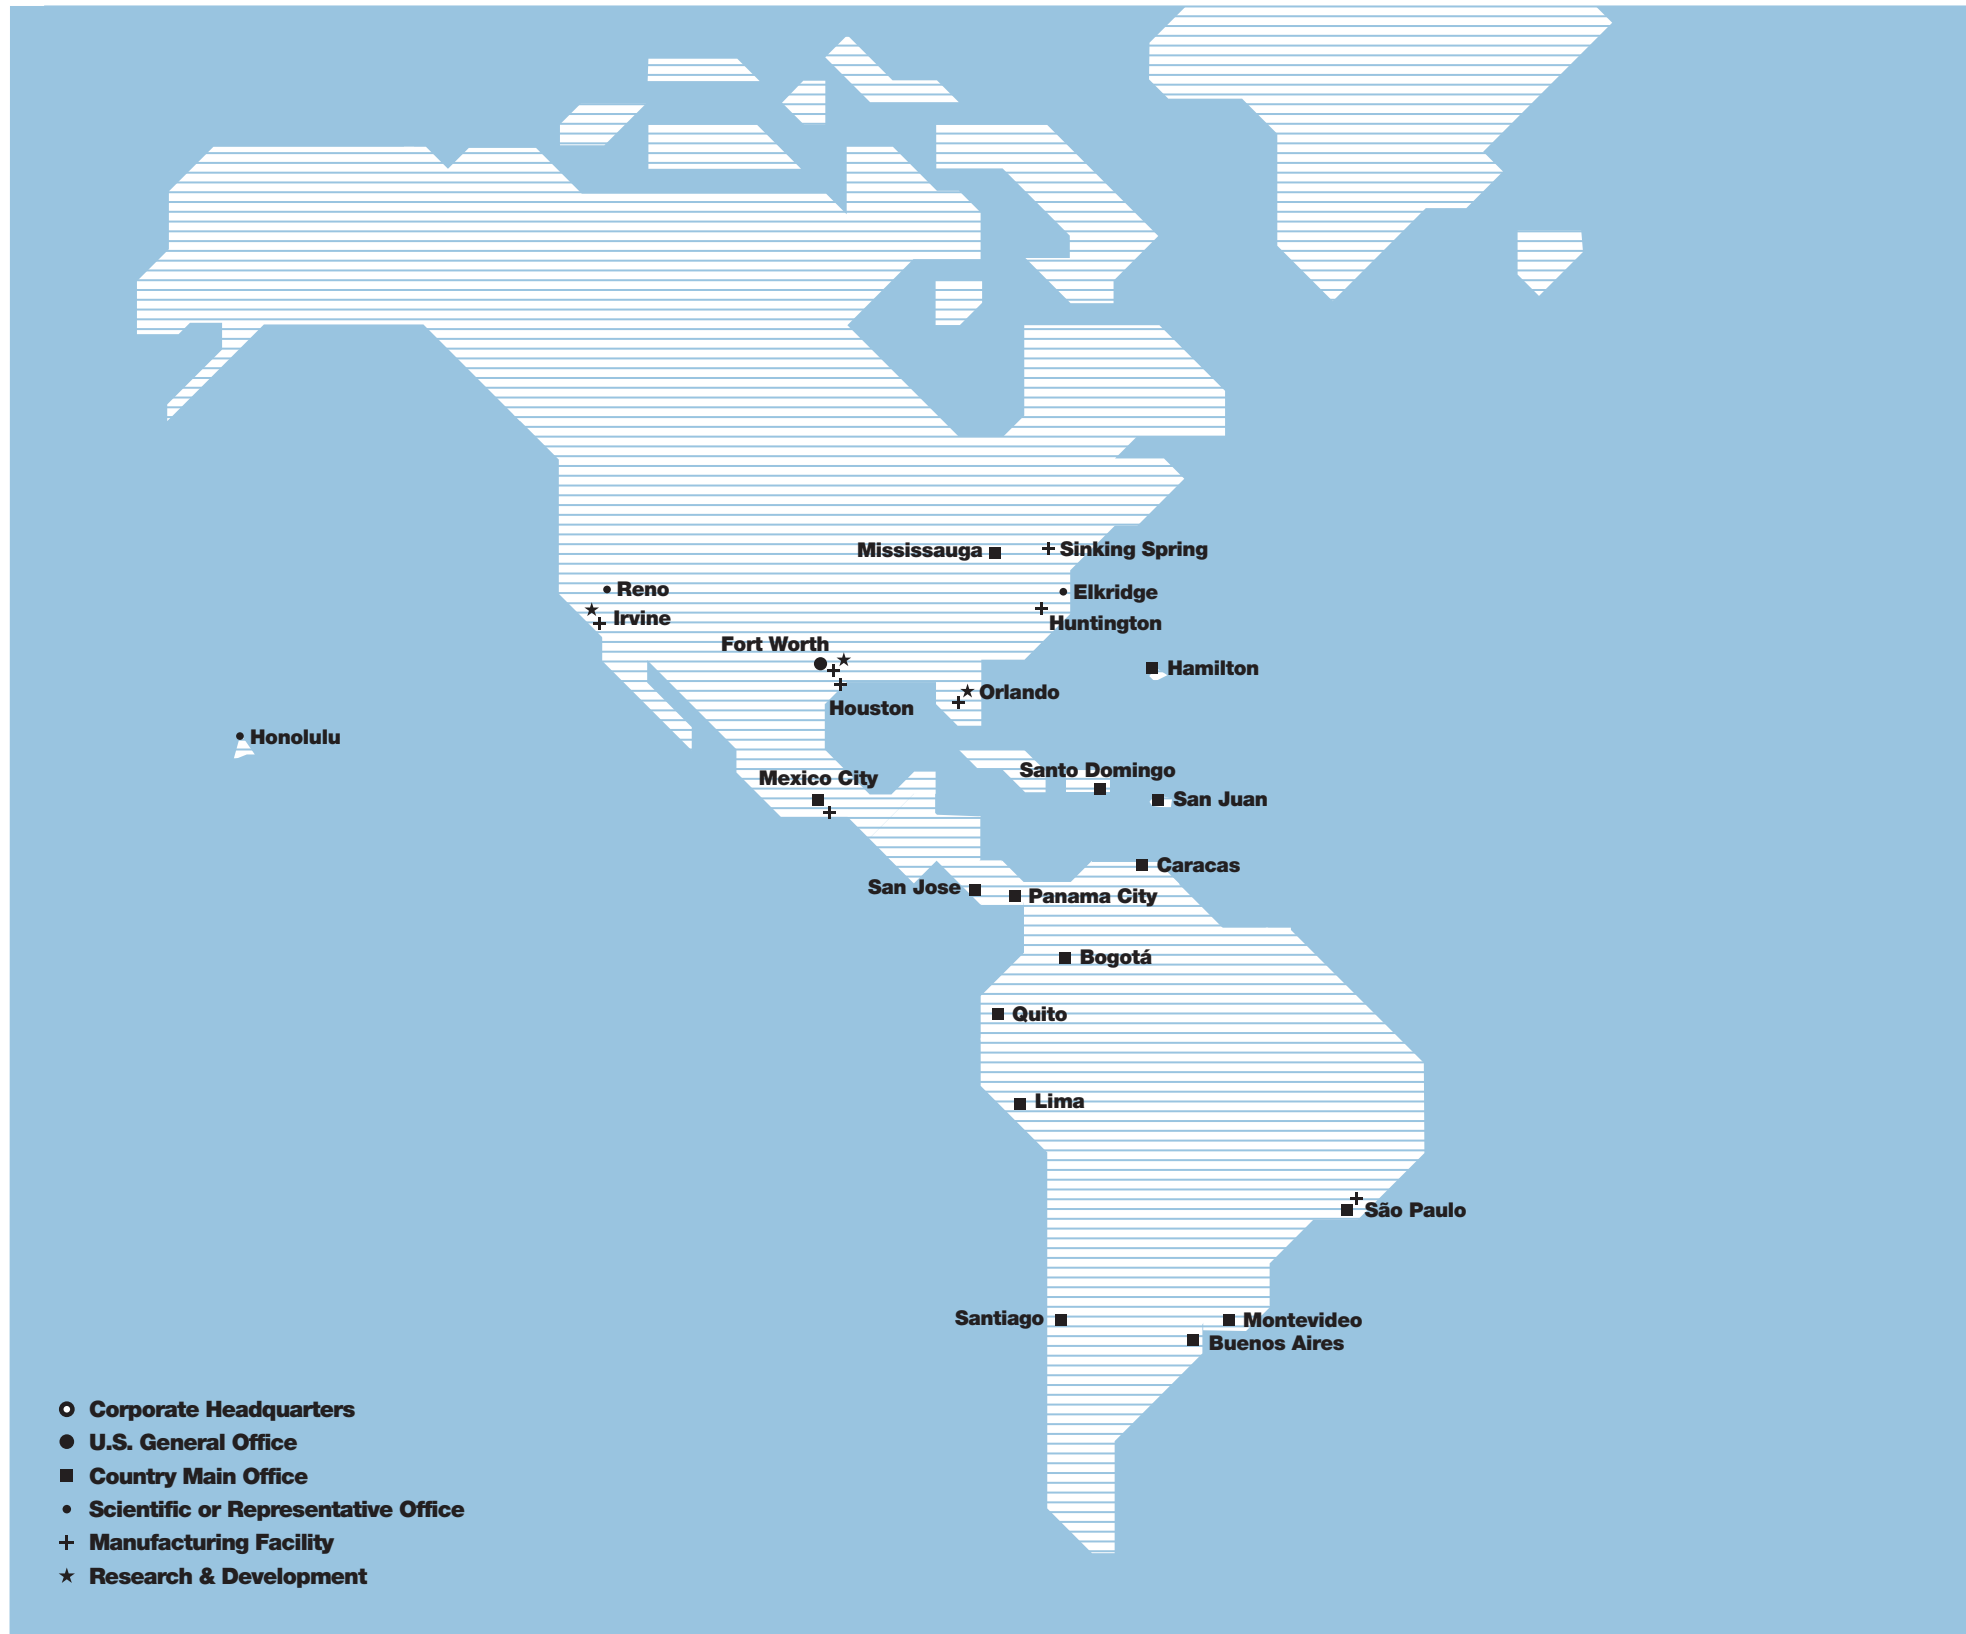 Mississauga
Sinking Spring
Reno
Elkridge
Irvine
Huntington
Fort Worth
Hamilton
Orlando
Houston
Honolulu
Santo Domingo
Mexico City
San Juan
Caracas
San Jose
Panama City
Bogotá
Quito
Lima
São Paulo
Santiago
Montevideo
Buenos Aires
Corporate Headquarters
U.S. General Office
Country Main Office
Scientific or Representative Office
Manufacturing Facility
Research & Development